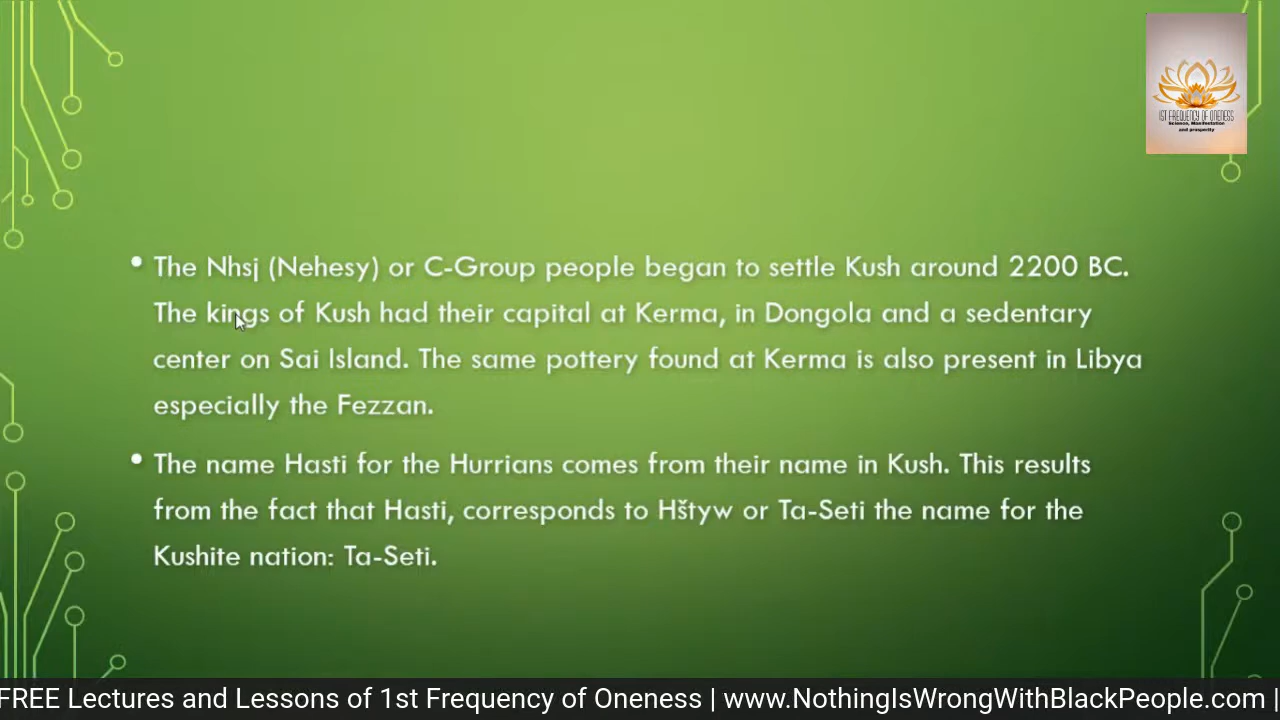 1ST FREQUENCY OF ONENESS
Science, Manifestation
and prosperity
• The Nhsj (Nehesy) or C-Group people began to settle Kush around 2200 BC.
The kings of Kush had their capital at Kerma, in Dongola and a sedentary
center on Sai Island. The same pottery found at Kerma is also present in Libya
especially the Fezzan.
• The name Hasti for the Hurrians comes from their name in Kush. This results
from the fact that Hasti, corresponds to Hštyw or Ta-Seti the name for the
Kushite nation: Ta-Seti.
FREE Lectures and Lessons of 1st Frequency of Oneness | www.NothingIsWrongWithBlackPeople.com |